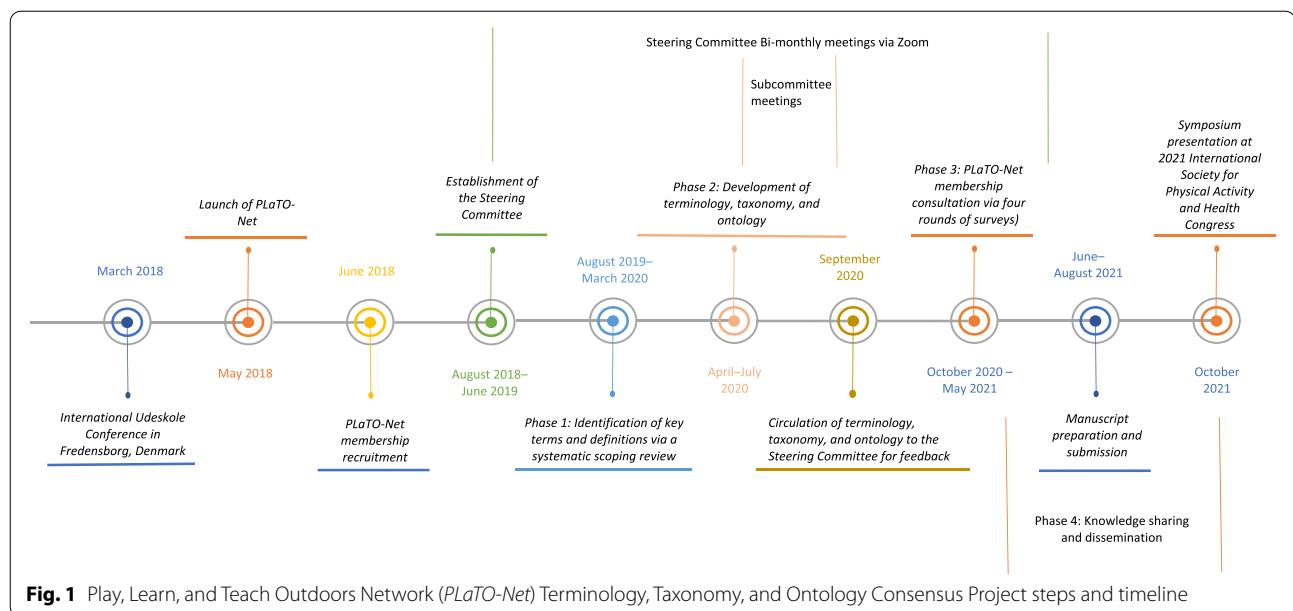 Steering Committee Bi-monthly meetings via Zoom
Subcommittee
meetings
Launch of PLaTO-
Net
Establishment of
the Steering
Committee
Phase 2: Development of
terminology, taxonomy, and
ontology
Phase 3: PLaTO-Net
membership
consultation via four
rounds of surveys)
Symposium
presentation at
2021 International
Society for
Physical Activity
and Health
Congress
March 2018
June 2018
August 2019–
March 2020
September
2020
June–
August 2021
May 2018
August 2018–
June 2019
April–July
2020
October 2020 –
May 2021
October
2021
International Udeskole
Conference in
Fredensborg, Denmark
PLaTO-Net
membership
recruitment
Phase 1: Identification of key
terms and definitions via a
systematic scoping review
Circulation of terminology,
taxonomy, and ontology to the
Steering Committee for feedback
Manuscript
preparation and
submission
Phase 4: Knowledge sharing
and dissemination
Fig. 1 Play, Learn, and Teach Outdoors Network (PLaTO-Net) Terminology, Taxonomy, and Ontology Consensus Project steps and timeline